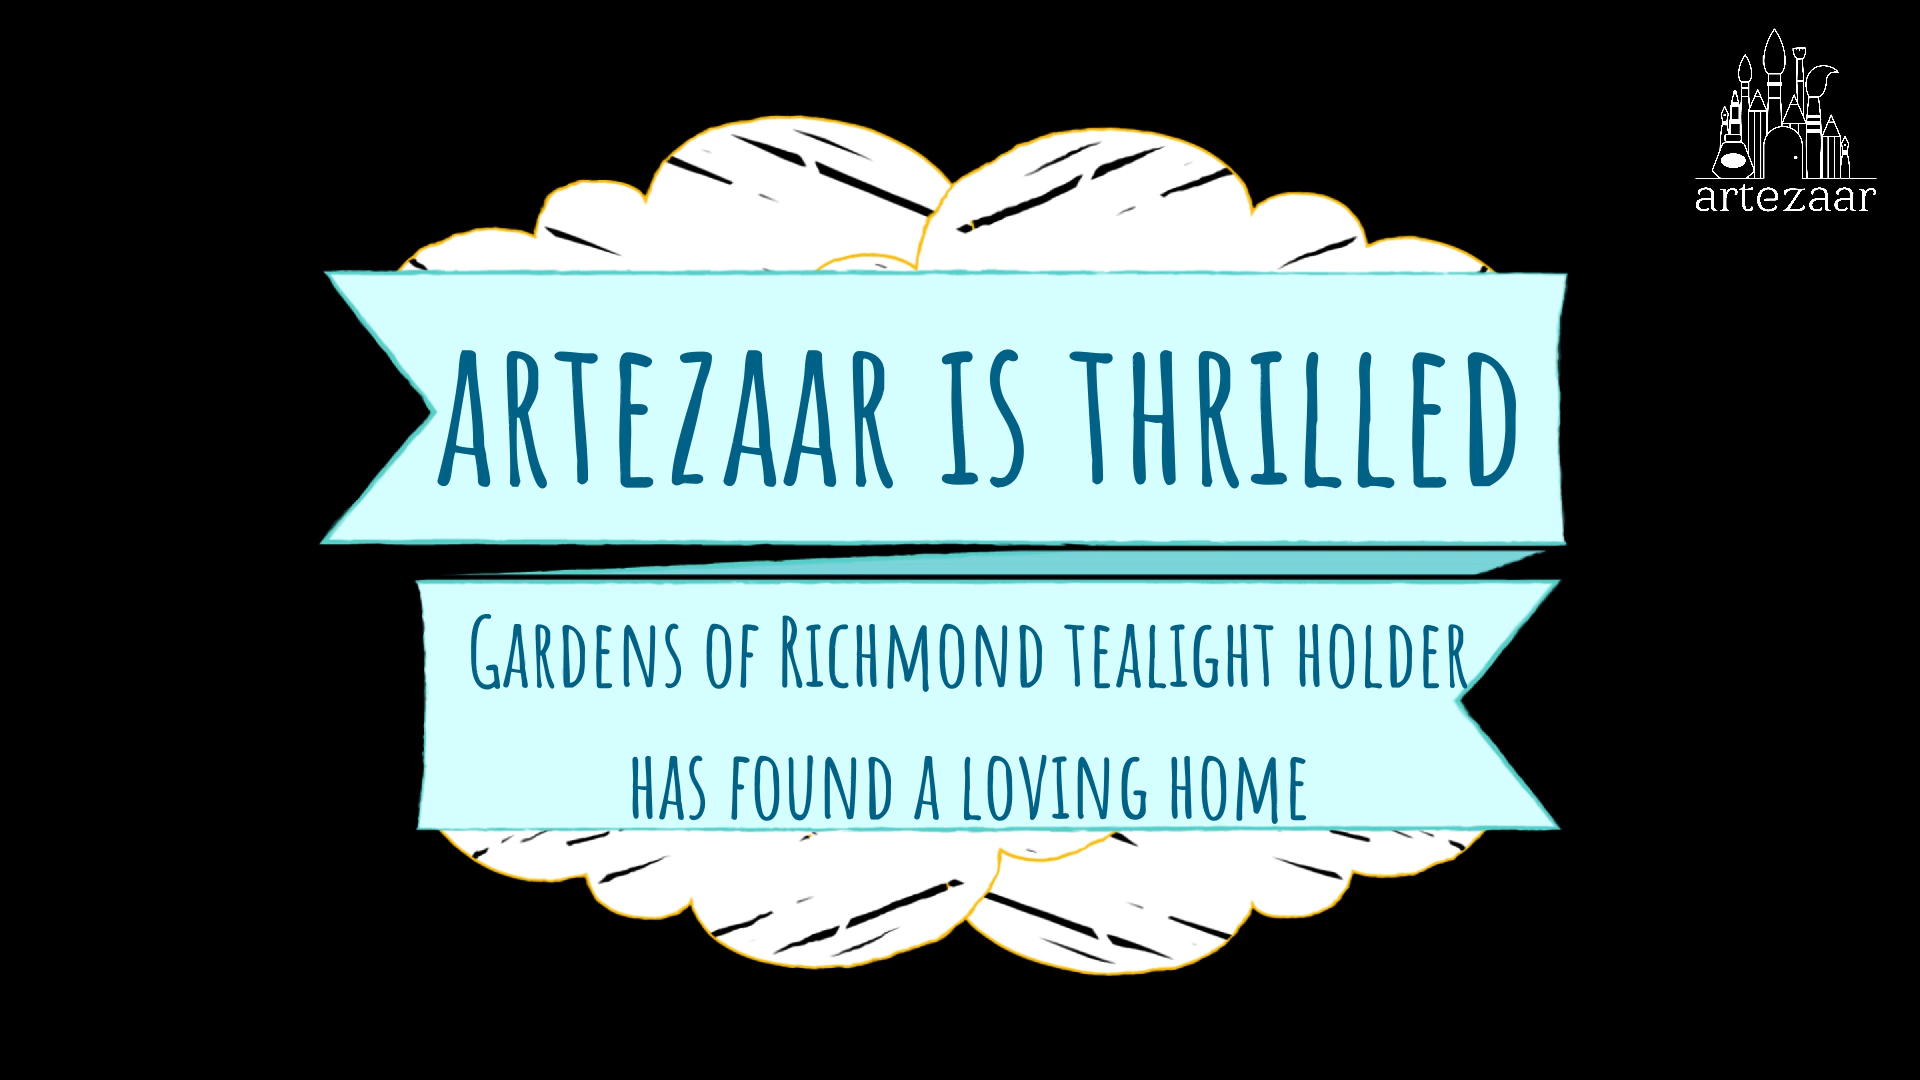 artezaar
ARTEZAAR IS THRILLED
GARDENS OF RICHMOND TEALIGHT HOLDER
HAS FOUND A LOVING HOME